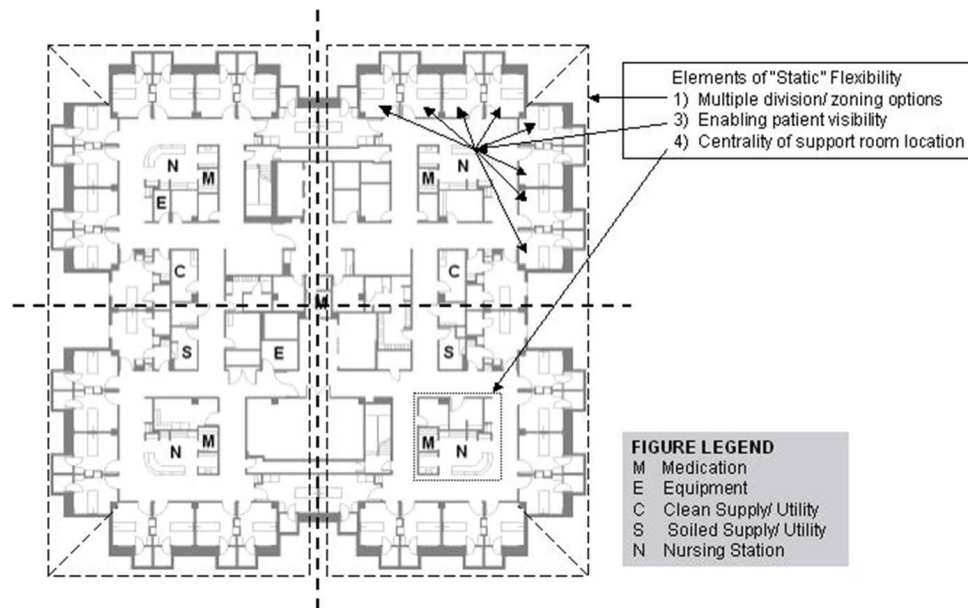 Elements of "Static" Flexibility
1) Multiple division/ zoning options
3) Enabling patient visibility
4) Centrality of support room location
N
M
E
M
N
C
C
M
S
E
S
M
N
M
N
FIGURE LEGEND
M Medication
E Equipment
C Clean Supply/ Utility
S Soiled Supply/ Utility
N Nursing Station